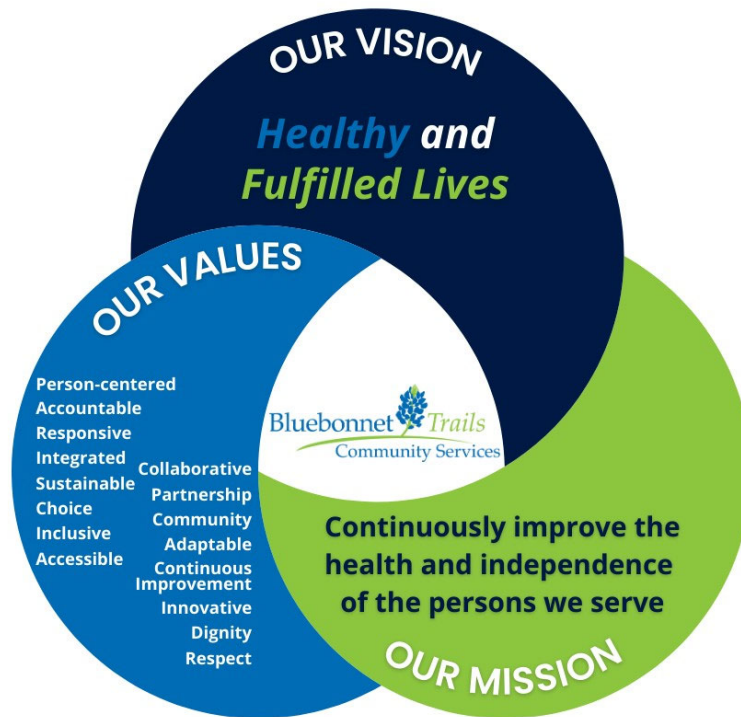 OUR VISION
Healthy and
Fulfilled Lives
OUR VALUES
Person-centered
Accountable
Responsive
Integrated
Sustainable
Choice
Inclusive
Accessible
Collaborative
Partnership
Community
Adaptable
Continuous
Improvement
Innovative
Dignity
Respect
Bluebonnet Trails
Community Services
Continuously improve the
health and independence
of the persons we serve
OUR MISSION